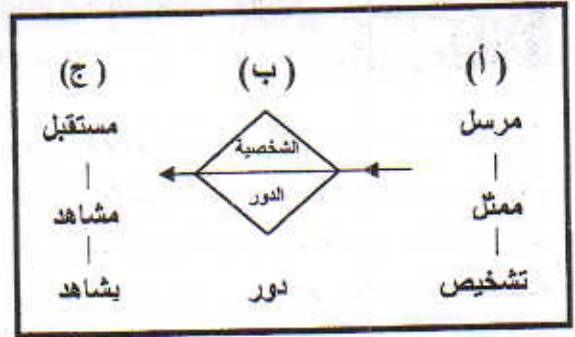 (أ) (ب) (ج)
مرسل الشخصية مستقبل
ممثل الدور مشاهد
تشخيص دور يشاهد